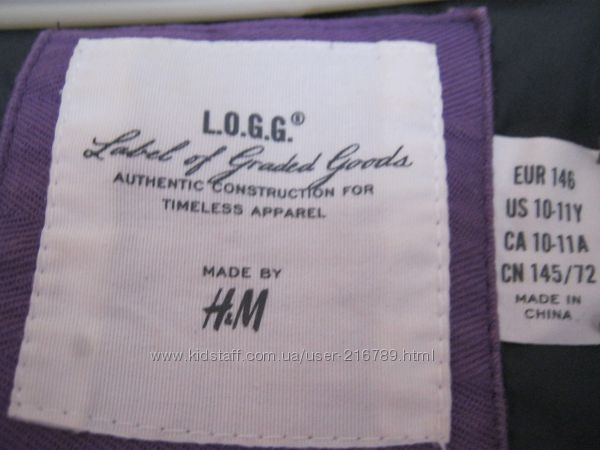 L.O.G.G.®
Label of Graded Goods
AUTHENTIC CONSTRUCTION FOR
TIMELESS APPAREL
MADE BY
H&M
EUR 146
US 10-11Y
CA 10-11A
CN 145/72
MADE IN
CHINA
www.kidstaff.com.ua/user-216789.html